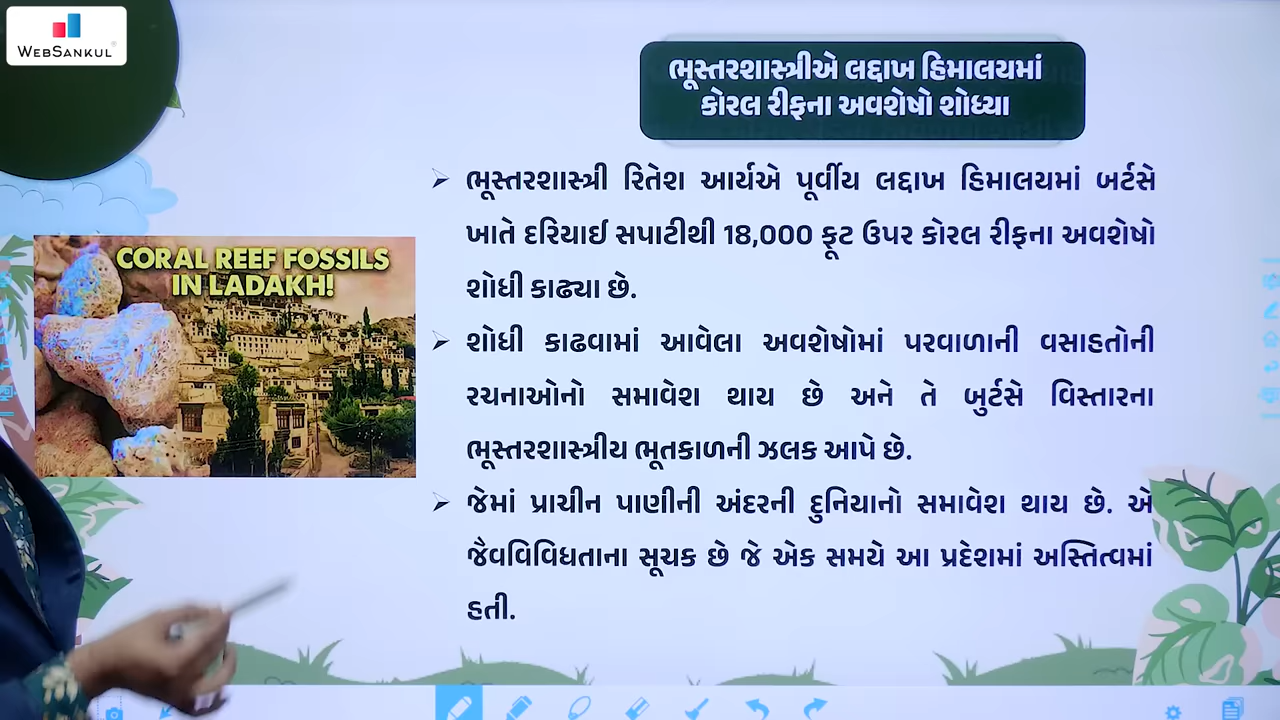 WEBSANKUL
ભૂસ્તરશાસ્ત્રીએ લદ્દાખ હિમાલયમાં
કોરલ રીફના અવશેષો શોધ્યા
ભૂસ્તરશાસ્ત્રી રિતેશ આર્યએ પૂર્વીય લદ્દાખ હિમાલયમાં બર્ટસે
ખાતે દરિયાઈ સપાટીથી 18,000 ફૂટ ઉપર કોરલ રીફના અવશેષો
શોધી કાઢ્યા છે.
CORAL REEF FOSSILS
IN LADAKH!
શોધી કાઢવામાં આવેલા અવશેષોમાં પરવાળાની વસાહતોની
રચનાઓનો સમાવેશ થાય છે અને તે બુર્ટસે વિસ્તારના
ભૂસ્તરશાસ્ત્રીય ભૂતકાળની ઝલક આપે છે.
જેમાં પ્રાચીન પાણીની અંદરની દુનિયાનો સમાવેશ થાય છે. એ
જૈવવિવિધતાના સૂચક છે જે એક સમયે આ પ્રદેશમાં અસ્તિત્વમાં
હતી.